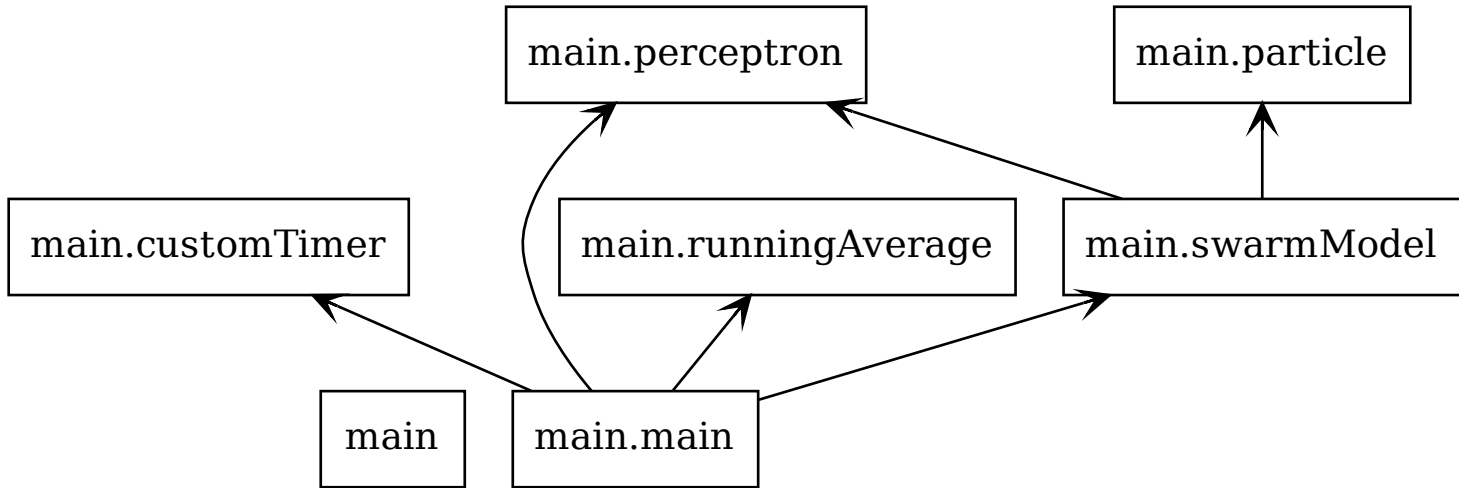 main.perceptron
main.particle
main.customTimer
main.runningAverage
main.swarmModel
main
main.main